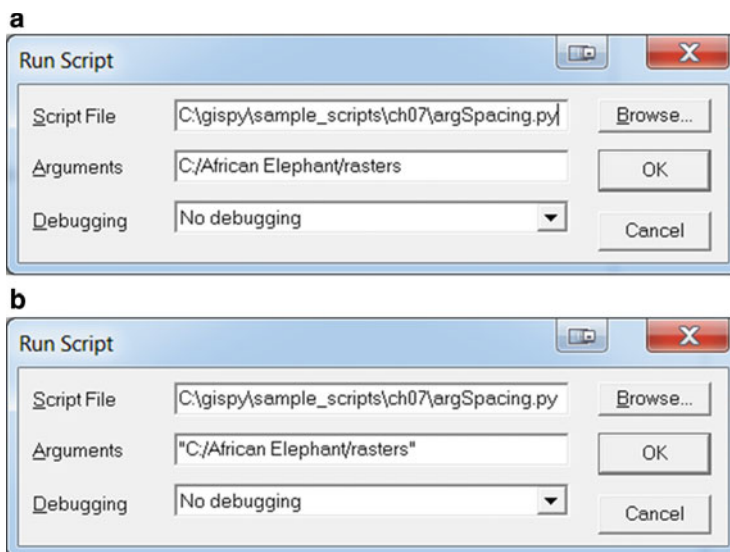 a
Run Script
Script File C:\gispy\sample_scripts\ch07\argSpacing.py Browse...
Arguments C:/African Elephant/rasters OK
Debugging No debugging Cancel
b
Run Script
Script File C:\gispy\sample_scripts\ch07\argSpacing.py Browse...
Arguments "C:/African Elephant/rasters" OK
Debugging No debugging Cancel